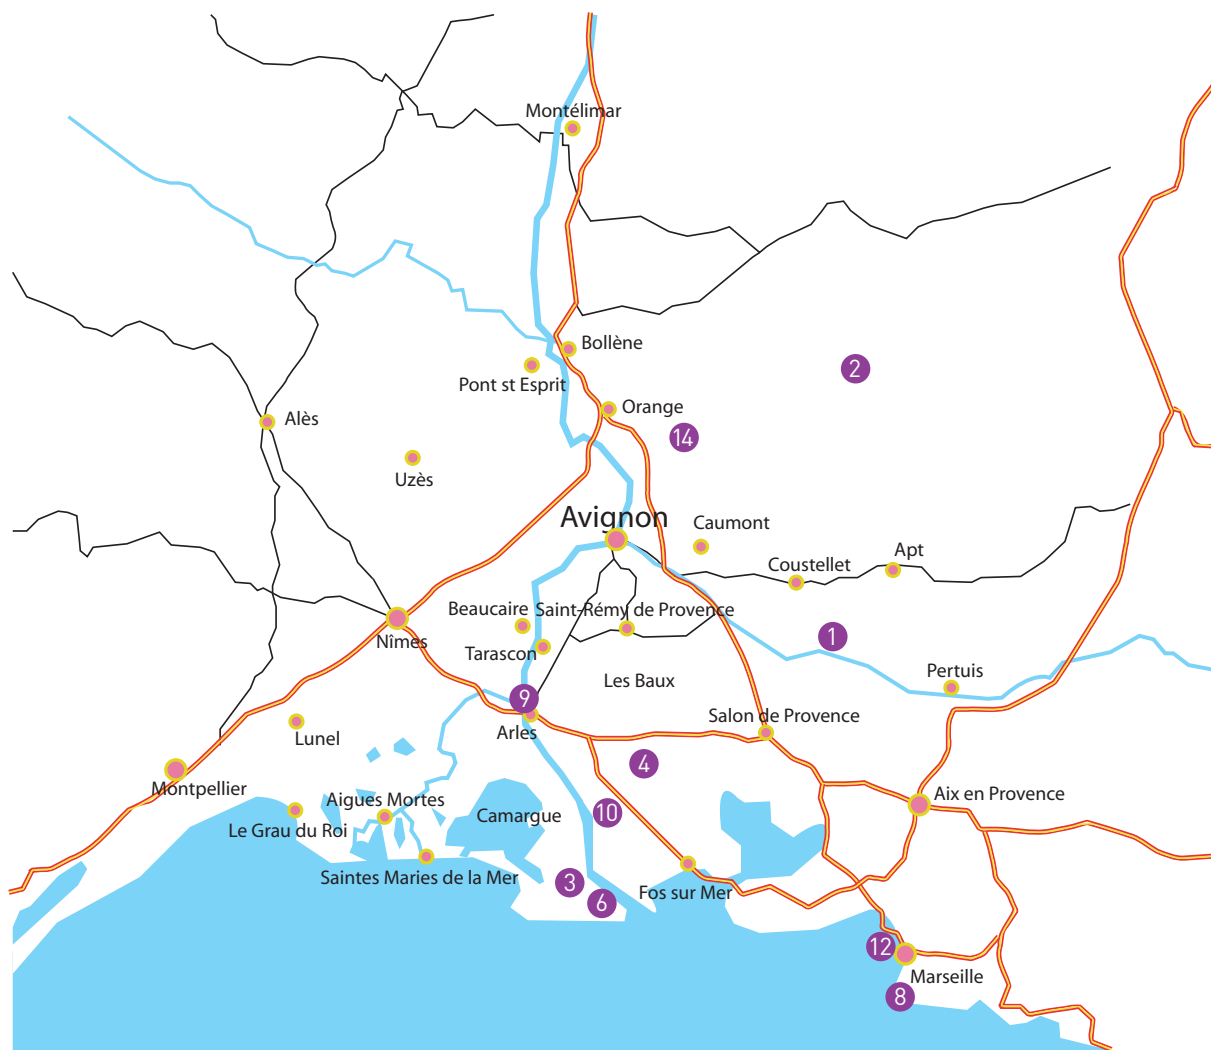 Montélimar
Bollène
2
Pont st Esprit
Orange
Alès
14
Uzès
Avignon
Caumont
Apt
Coustellet
Beaucaire
Saint-Rémy de Provence
1
Nîmes
Tarascon
Pertuis
Les Baux
9
Salon de Provence
Arles
Lunel
4
Montpellier
Aix en Provence
Aigues Mortes
10
Camargue
Le Grau du Roi
Saintes Maries de la Mer
3
Fos sur Mer
6
12
Marseille
8